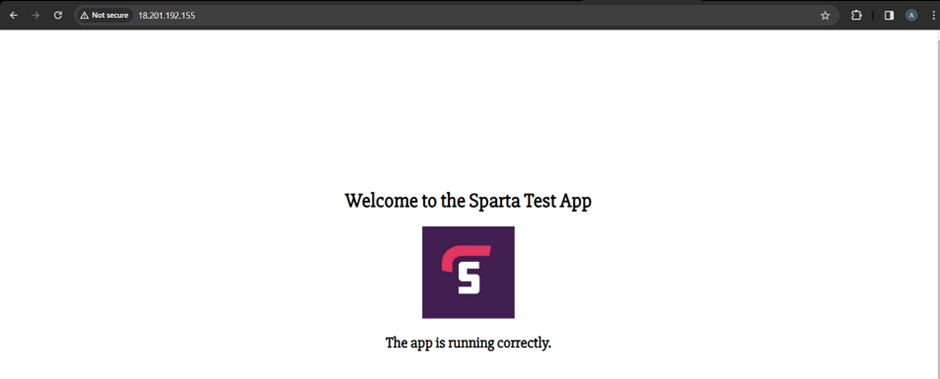 Not secure
18.201.192.155
A
Welcome to the Sparta Test App
S
The app is running correctly.